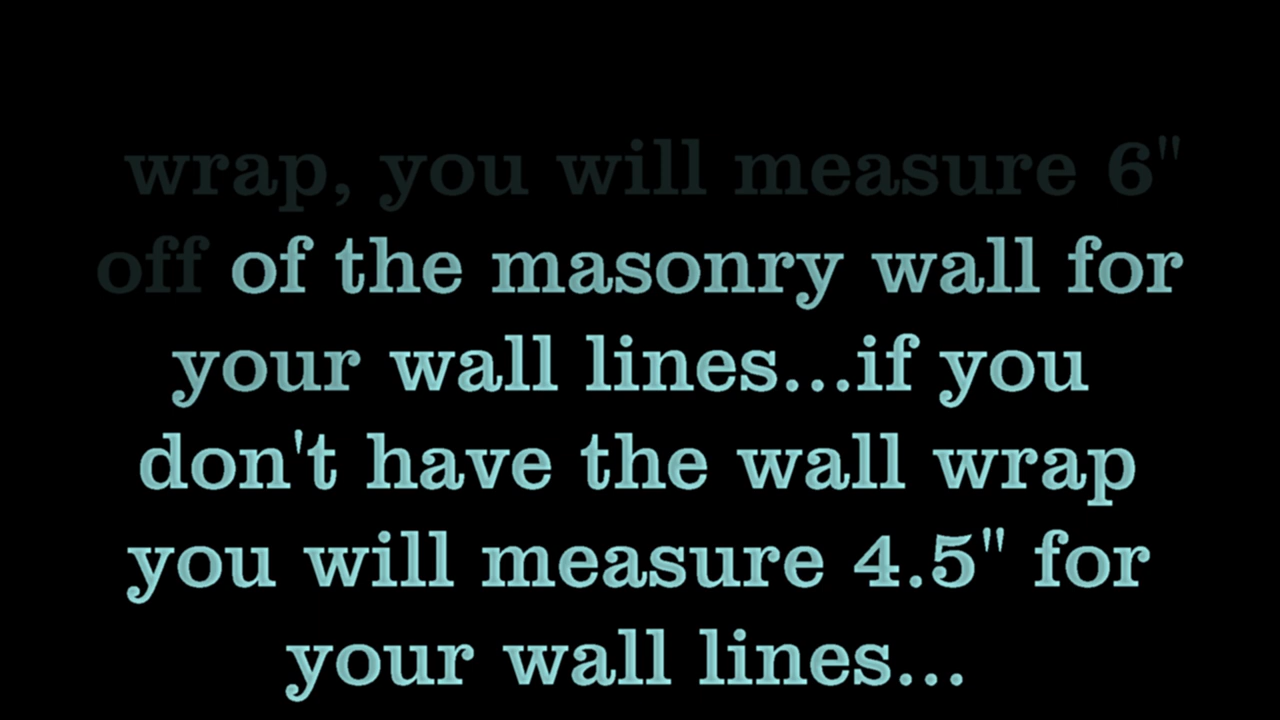 wrap, you will measure 6"
off of the masonry wall for
your wall lines...if you
don't have the wall wrap
you will measure 4.5" for
your wall lines...